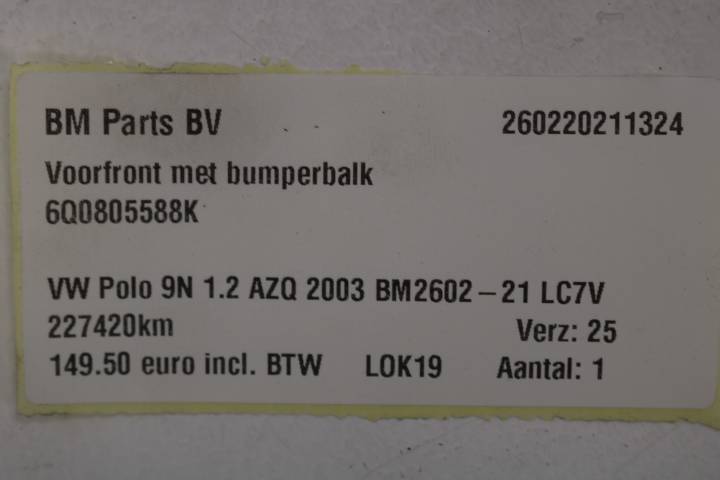 BM Parts BV 260220211324
Voorfront met bumperbalk
6Q0805588K
VW Polo 9N 1.2 AZQ 2003 BM2602-21 LC7V
227420km Verz: 25
149.50 euro incl. BTW LOK19 Aantal: 1